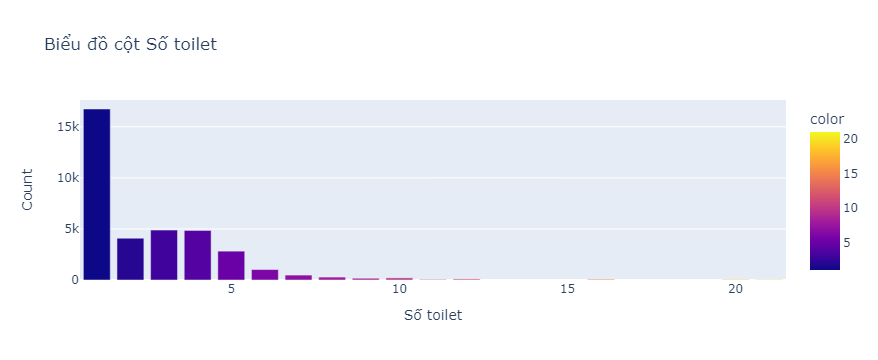 Biểu đồ cột Số toilet
color
20
15
10
5
15k
10k
5k
0
Count
5
10
15
20
Số toilet